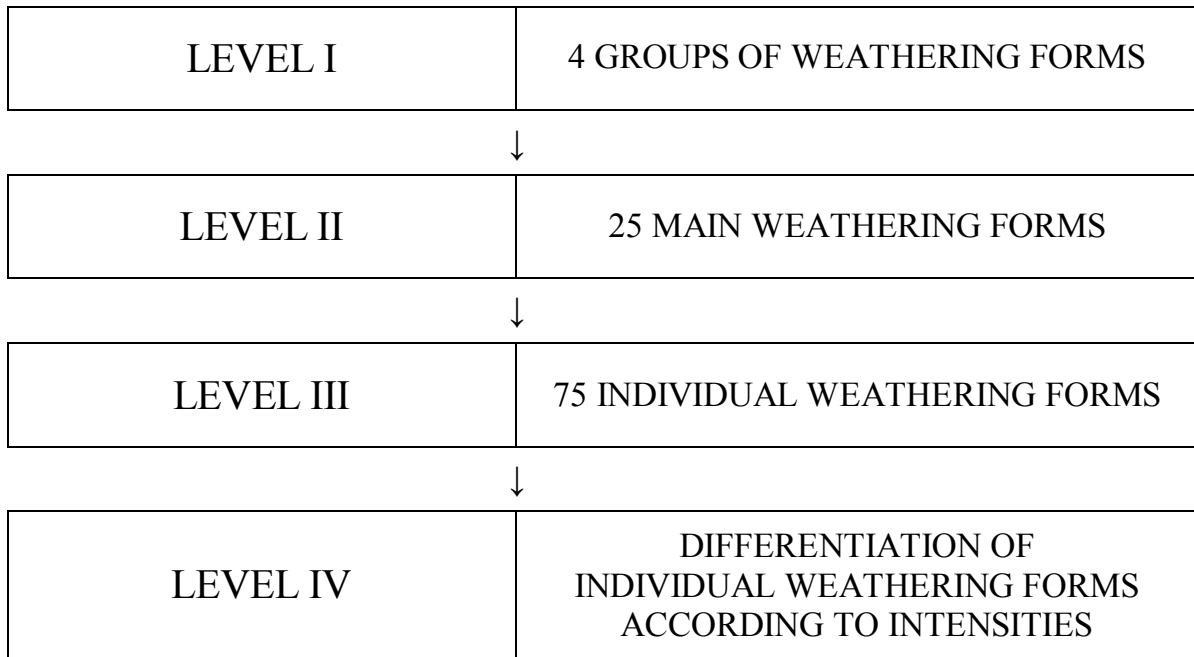 LEVEL I
4 GROUPS OF WEATHERING FORMS
↓
LEVEL II
25 MAIN WEATHERING FORMS
↓
LEVEL III
75 INDIVIDUAL WEATHERING FORMS
↓
LEVEL IV
DIFFERENTIATION OF
INDIVIDUAL WEATHERING FORMS
ACCORDING TO INTENSITIES